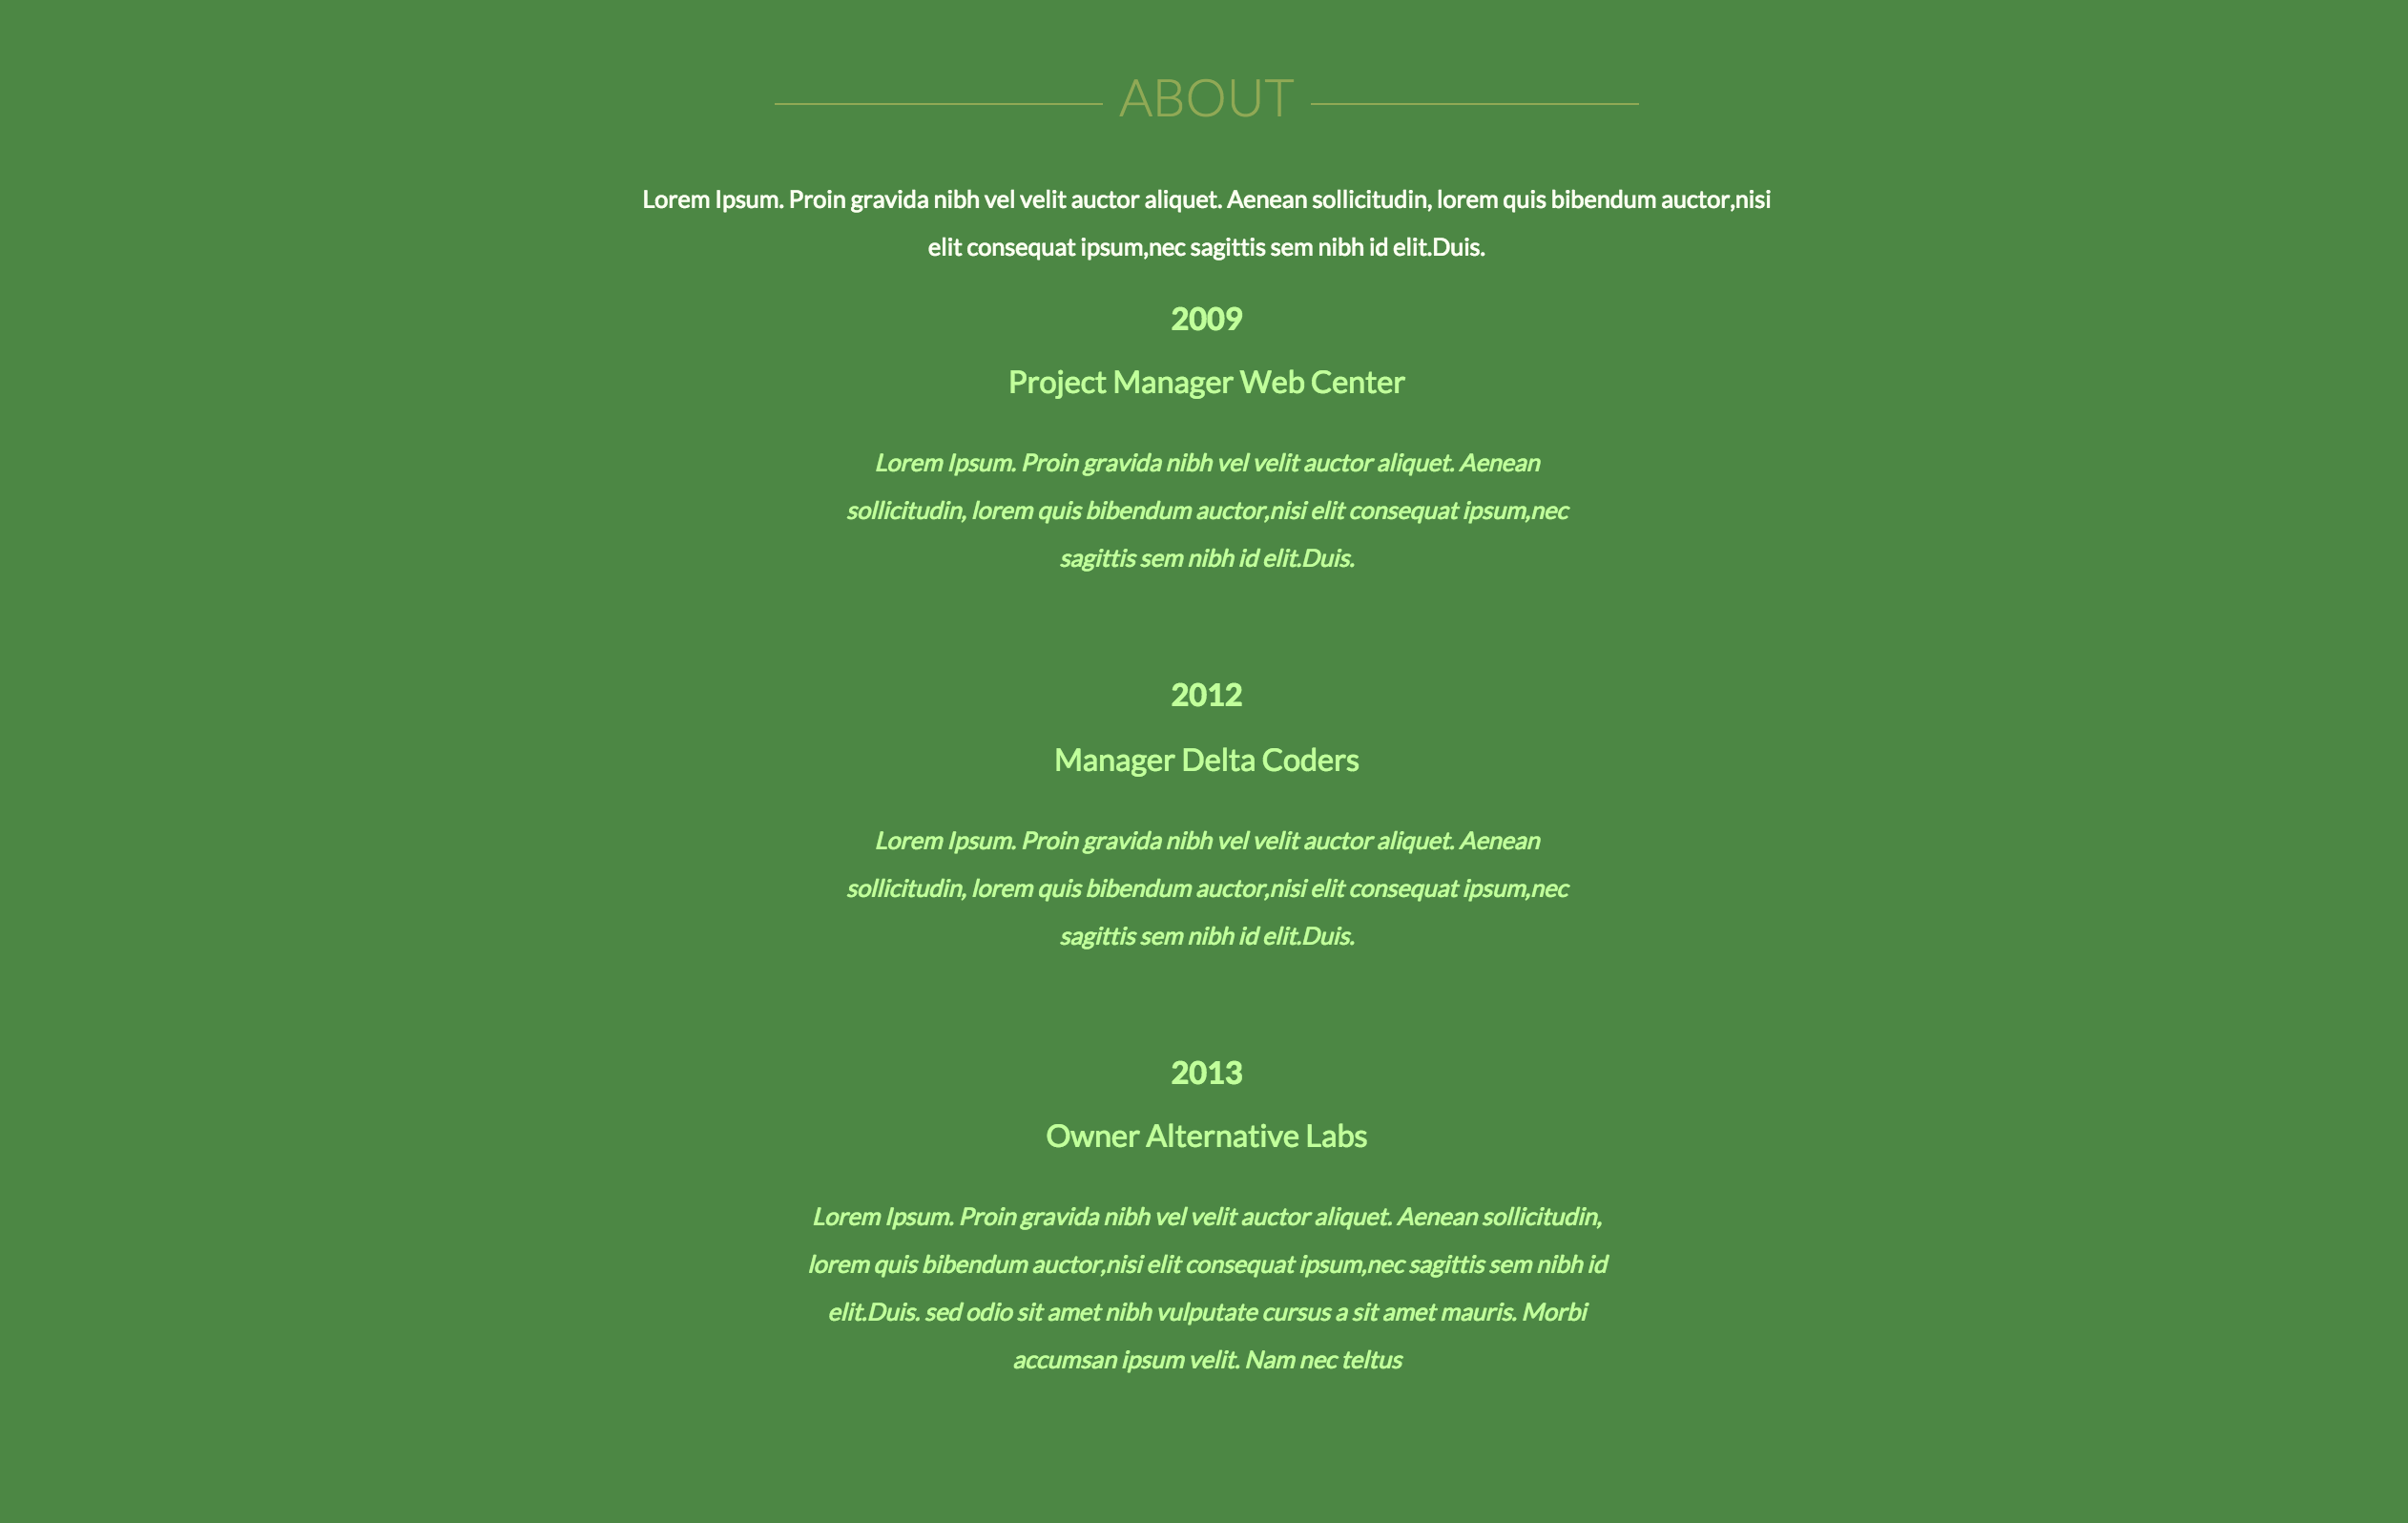 ABOUT
Lorem Ipsum. Proin gravida nibh vel velit auctor aliquet. Aenean sollicitudin, lorem quis bibendum auctor,nisi
elit consequat ipsum,nec sagittis sem nibh id elit.Duis.
2009
Project Manager Web Center
Lorem Ipsum. Proin gravida nibh vel velit auctor aliquet. Aenean
sollicitudin, lorem quis bibendum auctor,nisi elit consequat ipsum,nec
sagittis sem nibh id elit.Duis.
2012
Manager Delta Coders
Lorem Ipsum. Proin gravida nibh vel velit auctor aliquet. Aenean
sollicitudin, lorem quis bibendum auctor,nisi elit consequat ipsum,nec
sagittis sem nibh id elit.Duis.
2013
Owner Alternative Labs
Lorem Ipsum. Proin gravida nibh vel velit auctor aliquet. Aenean sollicitudin,
lorem quis bibendum auctor,nisi elit consequat ipsum,nec sagittis sem nibh id
elit.Duis. sed odio sit amet nibh vulputate cursus a sit amet mauris. Morbi
accumsan ipsum velit. Nam nec teltus